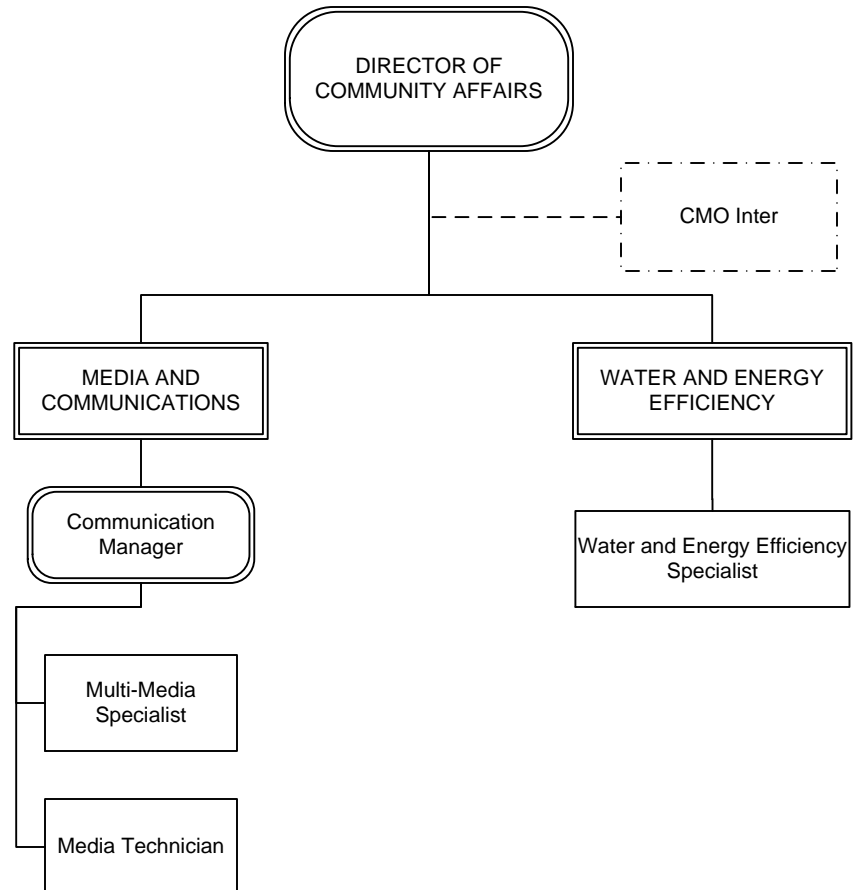 DIRECTOR OF
COMMUNITY AFFAIRS
CMO Inter
MEDIA AND
COMMUNICATIONS
WATER AND ENERGY
EFFICIENCY
Communication
Manager
Water and Energy Efficiency
Specialist
Multi-Media
Specialist
Media Technician